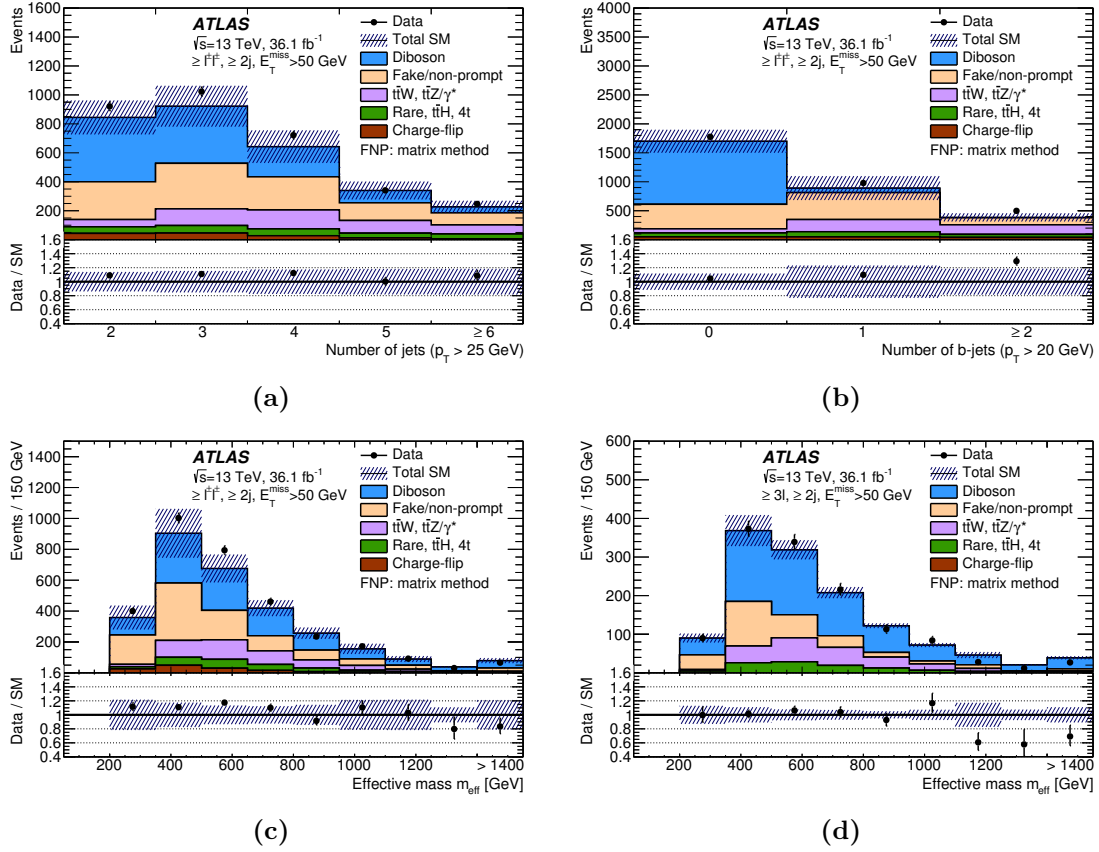 Events
1600
1400
1200
1000
800
600
400
200
ATLAS
√s=13 TeV, 36.1 fb⁻¹
≥ l±l±, ≥ 2j, E_T^miss>50 GeV
Data
Total SM
Diboson
Fake/non-prompt
tt̄W, tt̄Z/γ*
Rare, tt̄H, 4t
Charge-flip
FNP: matrix method
Data / SM
1.6
1.4
1.2
1
0.8
0.6
0.4
2 3 4 5 ≥ 6
Number of jets (p_T > 25 GeV)
(a)
Events
4000
3000
2000
1000
ATLAS
√s=13 TeV, 36.1 fb⁻¹
≥ l±l±, ≥ 2j, E_T^miss>50 GeV
Data
Total SM
Diboson
Fake/non-prompt
tt̄W, tt̄Z/γ*
Rare, tt̄H, 4t
Charge-flip
FNP: matrix method
Data / SM
1.6
1.4
1.2
1
0.8
0.6
0.4
0 1 ≥ 2
Number of b-jets (p_T > 20 GeV)
(b)
Events / 150 GeV
1400
1200
1000
800
600
400
200
ATLAS
√s=13 TeV, 36.1 fb⁻¹
≥ l±l±, ≥ 2j, E_T^miss>50 GeV
Data
Total SM
Diboson
Fake/non-prompt
tt̄W, tt̄Z/γ*
Rare, tt̄H, 4t
Charge-flip
FNP: matrix method
Data / SM
1.6
1.4
1.2
1
0.8
0.6
0.4
200 400 600 800 1000 1200 > 1400
Effective mass m_eff [GeV]
(c)
Events / 150 GeV
600
500
400
300
200
100
ATLAS
√s=13 TeV, 36.1 fb⁻¹
≥ 3l, ≥ 2j, E_T^miss>50 GeV
Data
Total SM
Diboson
Fake/non-prompt
tt̄W, tt̄Z/γ*
Rare, tt̄H, 4t
Charge-flip
FNP: matrix method
Data / SM
1.6
1.4
1.2
1
0.8
0.6
0.4
200 400 600 800 1000 1200 > 1400
Effective mass m_eff [GeV]
(d)